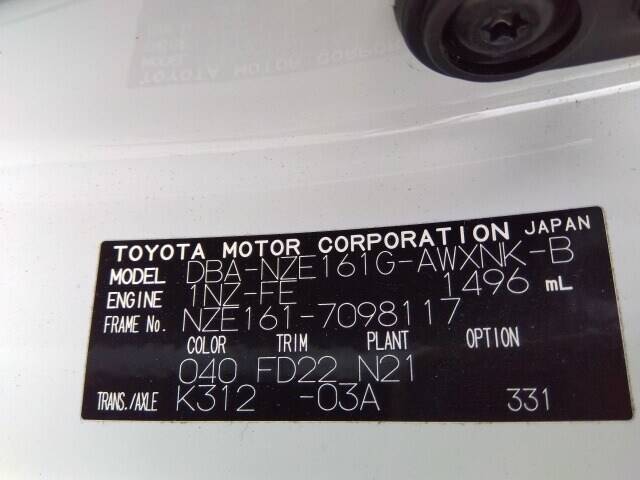 TOYOTA MOTOR CORPORATION JAPAN
MODEL DBA-NZE161G-AWXNK-B
ENGINE 1NZ-FE 1496 mL
FRAME No. NZE161-7098117
COLOR TRIM PLANT OPTION
040 FD22 N21
TRANS./AXLE K312 -03A 331